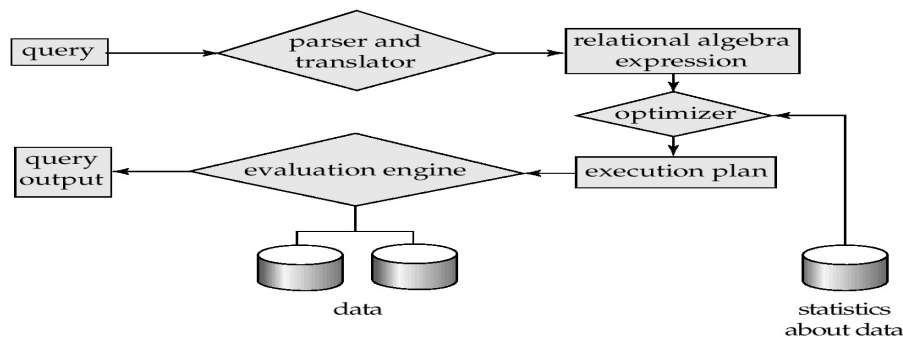 query
parser and
translator
relational algebra
expression
optimizer
query
output
evaluation engine
execution plan
data
statistics
about data